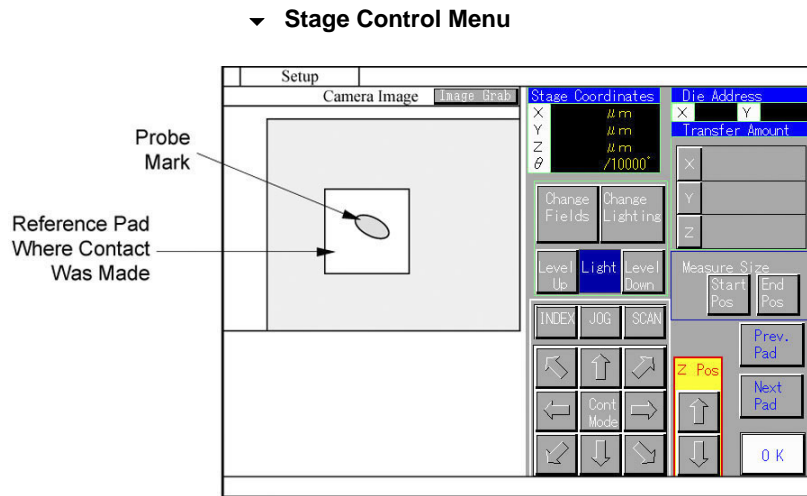 Stage Control Menu
Setup
Camera Image
Image Grab
Probe
Mark
Reference Pad
Where Contact
Was Made
Stage Coordinates
X μm
Y μm
Z μm
θ /10000°
Die Address
X Y
Transfer Amount
X
Y
Z
Change
Fields
Change
Lighting
Level
Up
Light
Level
Down
Measure Size
Start
Pos
End
Pos
INDEX
JOG
SCAN
Cont
Mode
Z Pos
Prev.
Pad
Next
Pad
OK